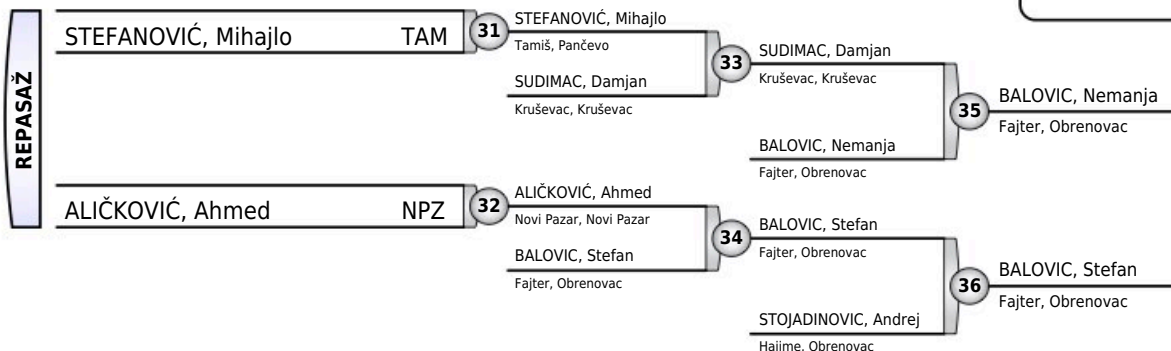 REPASAŽ
STEFANOVIĆ, Mihajlo TAM
31
STEFANOVIĆ, Mihajlo
Tamiš, Pančevo
SUDIMAC, Damjan
Kruševac, Kruševac
33
SUDIMAC, Damjan
Kruševac, Kruševac
BALOVIC, Nemanja
Fajter, Obrenovac
35
BALOVIC, Nemanja
Fajter, Obrenovac
ALIČKOVIĆ, Ahmed NPZ
32
ALIČKOVIĆ, Ahmed
Novi Pazar, Novi Pazar
BALOVIC, Stefan
Fajter, Obrenovac
34
BALOVIC, Stefan
Fajter, Obrenovac
STOJADINOVIC, Andrej
Hajime, Obrenovac
36
BALOVIC, Stefan
Fajter, Obrenovac